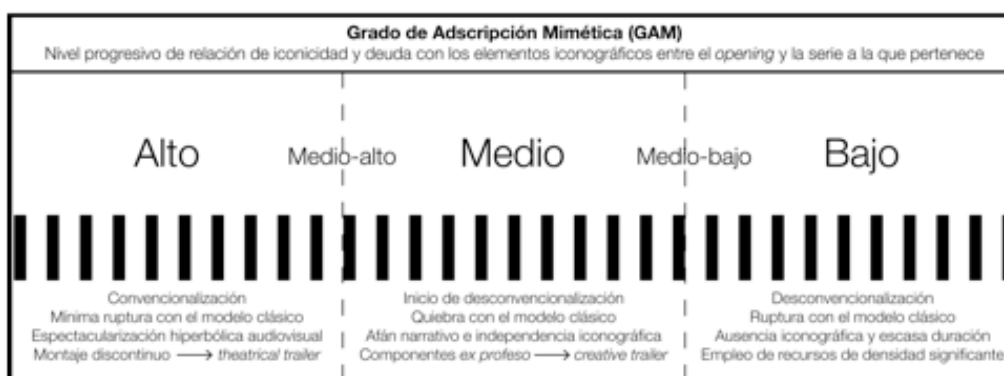 Grado de Adscripción Mimética (GAM)
Nivel progresivo de relación de iconicidad y deuda con los elementos iconográficos entre el opening y la serie a la que pertenece
Alto
Medio-alto
Medio
Medio-bajo
Bajo
Convencionalización
Mínima ruptura con el modelo clásico
Espectacularización hiperbólica audiovisual
Montaje discontinuo ⟶ theatrical trailer
Inicio de desconvencionalización
Quiebra con el modelo clásico
Afán narrativo e independencia iconográfica
Componentes ex profeso ⟶ creative trailer
Desconvencionalización
Ruptura con el modelo clásico
Ausencia iconográfica y escasa duración
Empleo de recursos de densidad significante